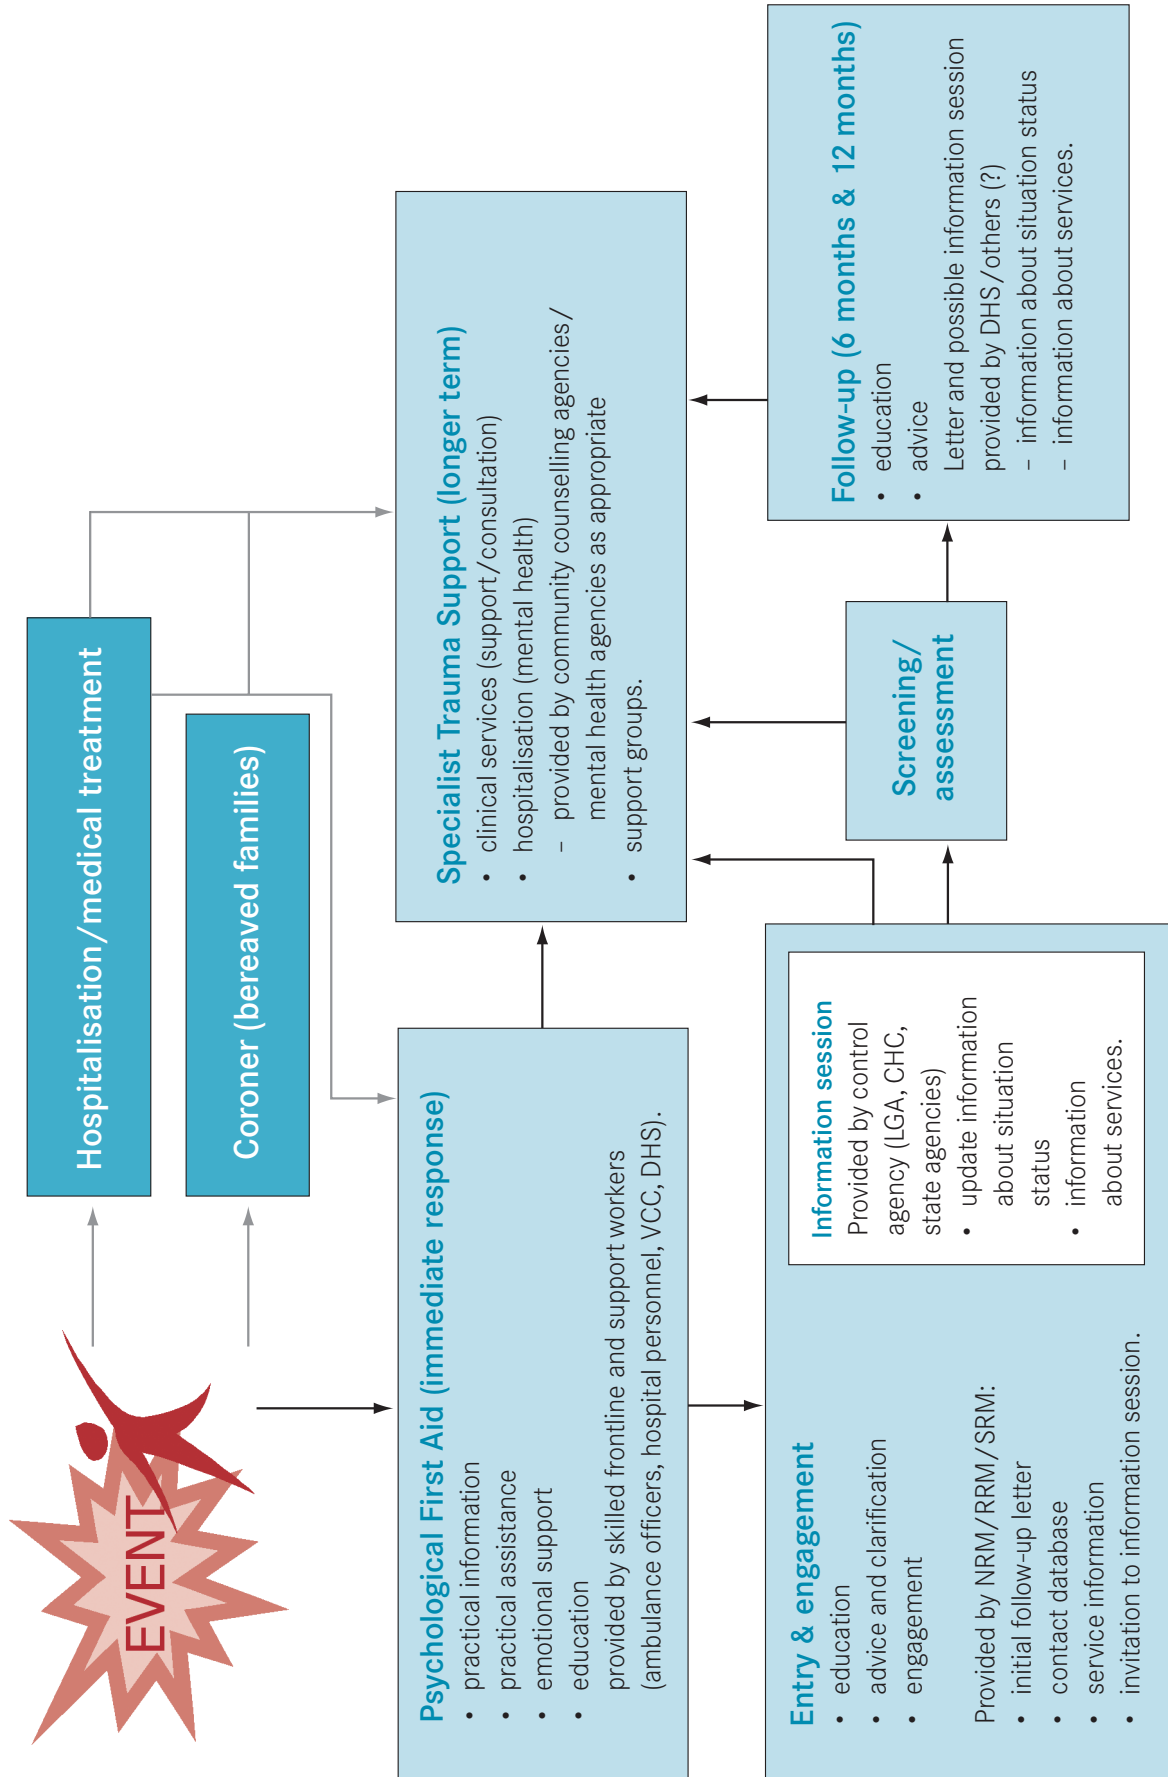 EVENT
Hospitalisation/medical treatment
Coroner (bereaved families)
Psychological First Aid (immediate response)
• practical information
• practical assistance
• emotional support
• education
provided by skilled frontline and support workers
(ambulance officers, hospital personnel, VCC, DHS).
Specialist Trauma Support (longer term)
• clinical services (support/consultation)
• hospitalisation (mental health)
– provided by community counselling agencies/
mental health agencies as appropriate
• support groups.
Entry & engagement
• education
• advice and clarification
• engagement
Provided by NRM/RRM/SRM:
• initial follow-up letter
• contact database
• service information
• invitation to information session.
Information session
Provided by control
agency (LGA, CHC,
state agencies)
• update information
about situation
status
• information
about services.
Screening/
assessment
Follow-up (6 months & 12 months)
• education
• advice
Letter and possible information session
provided by DHS/others (?)
– information about situation status
– information about services.